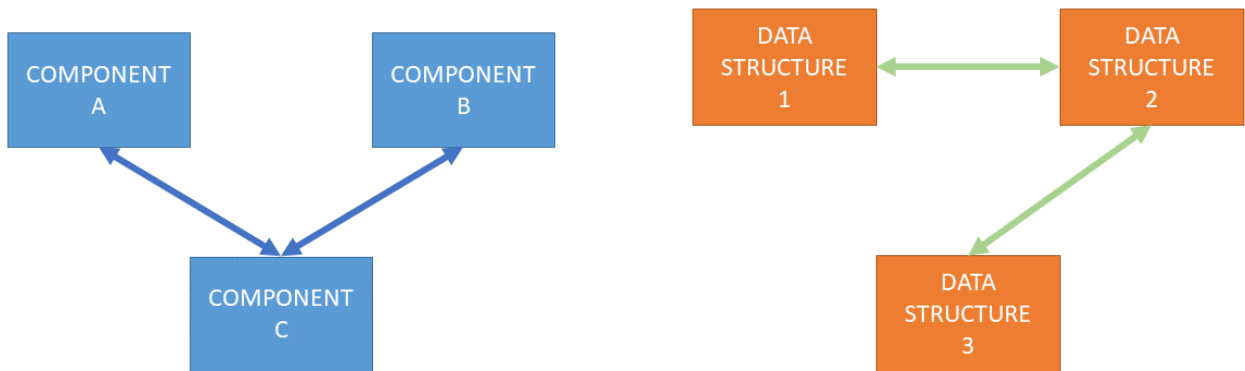 COMPONENT
A
COMPONENT
B
COMPONENT
C
DATA
STRUCTURE
1
DATA
STRUCTURE
2
DATA
STRUCTURE
3